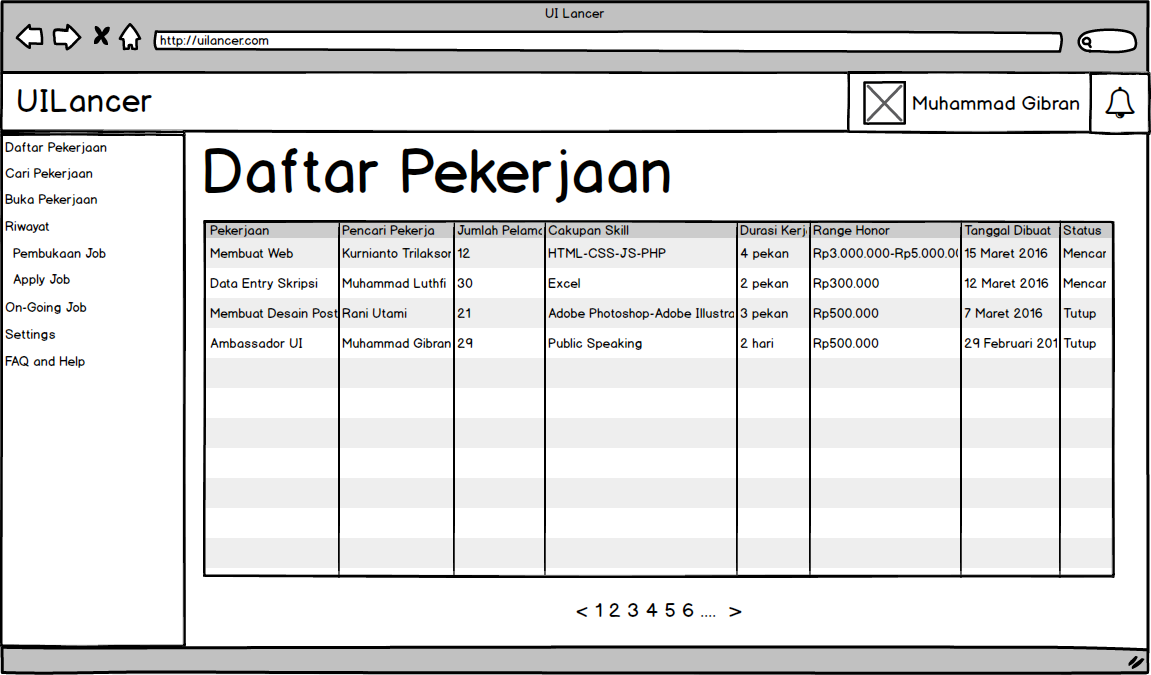 UI Lancer
http://uilancer.com
UILancer
Muhammad Gibran
Daftar Pekerjaan
Cari Pekerjaan
Buka Pekerjaan
Riwayat
Pembukaan Job
Apply Job
On-Going Job
Settings
FAQ and Help
Daftar Pekerjaan
Pekerjaan Pencari Pekerja Jumlah Pelama Cakupan Skill Durasi Kerj Range Honor Tanggal Dibuat Status
Membuat Web Kurnianto Trilakson 12 HTML-CSS-JS-PHP 4 pekan Rp3.000.000-Rp5.000.00 15 Maret 2016 Mencar
Data Entry Skripsi Muhammad Luthfi 30 Excel 2 pekan Rp300.000 12 Maret 2016 Mencar
Membuat Desain Post Rani Utami 21 Adobe Photoshop-Adobe Illustra 3 pekan Rp500.000 7 Maret 2016 Tutup
Ambassador UI Muhammad Gibran 29 Public Speaking 2 hari Rp500.000 29 Februari 201 Tutup
< 1 2 3 4 5 6 .... >